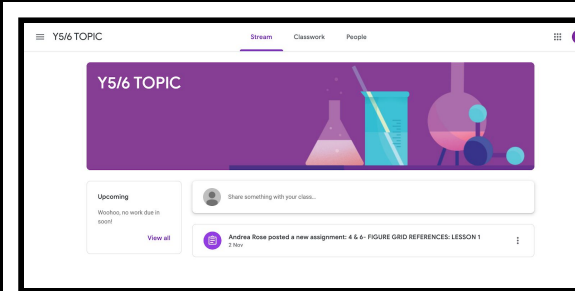 Y5/6 TOPIC
Stream Classwork People
Y5/6 TOPIC
Upcoming
Woohoo, no work due in
soon!
View all
Share something with your class...
Andrea Rose posted a new assignment: 4 & 6- FIGURE GRID REFERENCES: LESSON 1
2 Nov